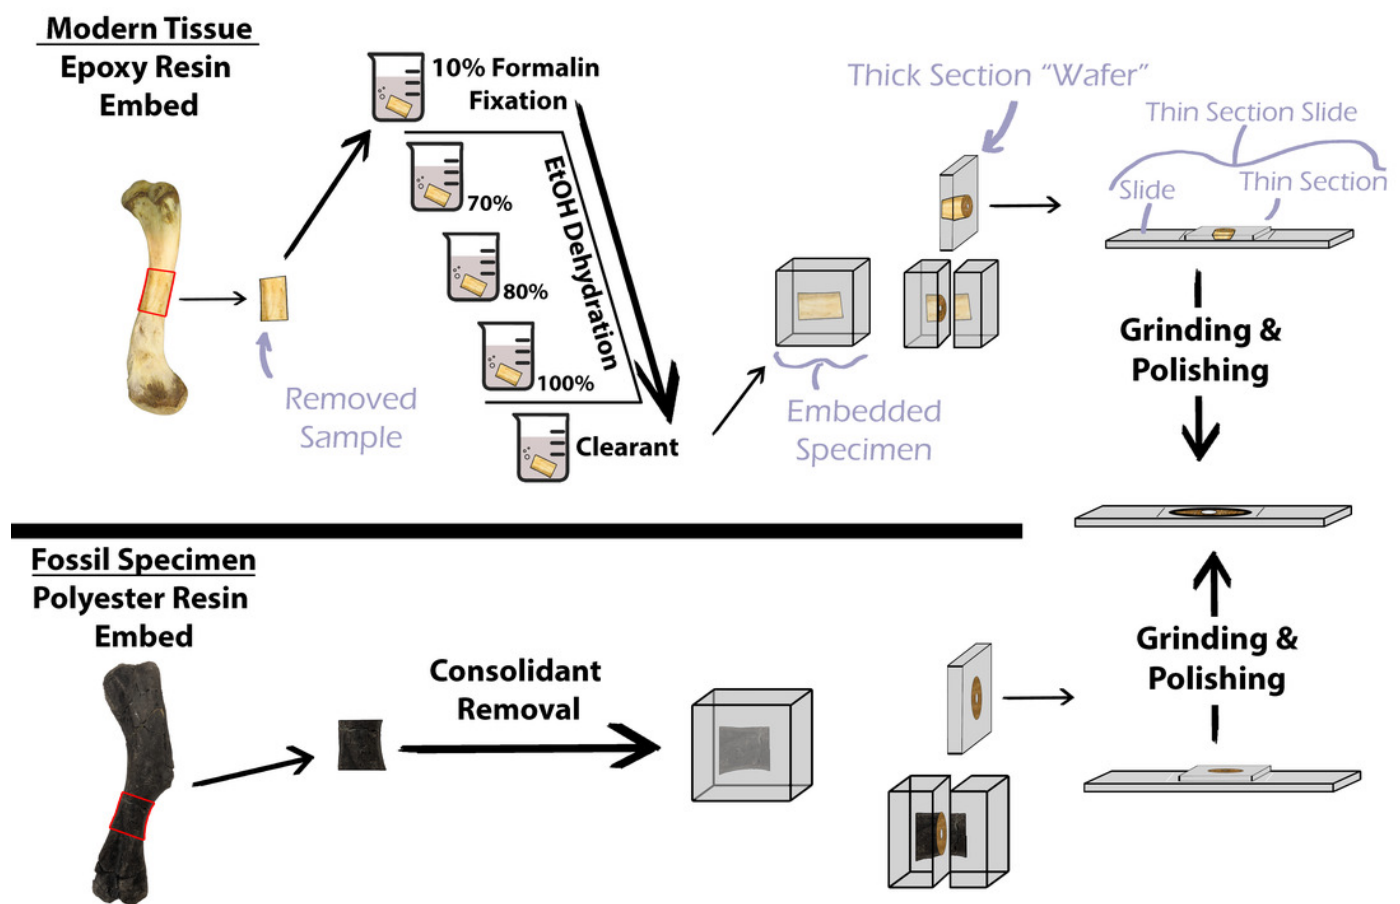 Modern Tissue
Epoxy Resin
Embed
10% Formalin
Fixation
70%
80%
100%
EtOH Dehydration
Clearant
Removed
Sample
Embedded
Specimen
Thick Section “Wafer”
Thin Section Slide
Slide
Thin Section
Grinding &
Polishing
Fossil Specimen
Polyester Resin
Embed
Consolidant
Removal
Grinding &
Polishing